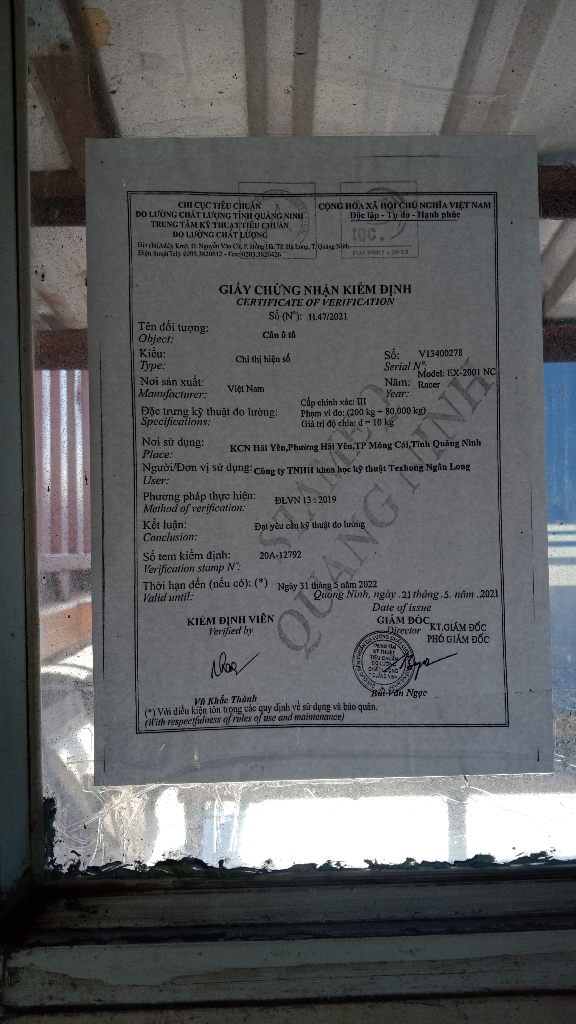 CHI CỤC TIÊU CHUẨN
ĐO LƯỜNG CHẤT LƯỢNG TỈNH QUẢNG NINH
TRUNG TÂM KỸ THUẬT TIÊU CHUẨN
ĐO LƯỜNG CHẤT LƯỢNG
Điện thoại/Tel): 0203.3820612 - Fax:0203.3820426
CỘNG HÒA XÃ HỘI CHỦ NGHĨA VIỆT NAM
Độc lập - Tự do - Hạnh phúc
GIẤY CHỨNG NHẬN KIỂM ĐỊNH
CERTIFICATE OF VERIFICATION
Số (N°): H.47/2021
Tên đối tượng: Cân ô tô
Object:
Kiểu: Chỉ thị hiện số
Type:
Số: V13400278
Serial N°:
Model: EX-2001 NC
Nơi sản xuất: Việt Nam
Manufacturer:
Năm: Racer
Year:
Đặc trưng kỹ thuật đo lường:
Specifications:
Cấp chính xác: III
Phạm vi đo: (200 kg ÷ 80.000 kg)
Giá trị độ chia: d = 10 kg
Nơi sử dụng: KCN Hải Yên,Phường Hải Yên,TP Móng Cái,Tỉnh Quảng Ninh
Place:
Người/Đơn vị sử dụng: Công ty TNHH khoa học kỹ thuật Texhong Ngân Long
User:
Phương pháp thực hiện: ĐLVN 13 : 2019
Method of verification:
Kết luận: Đạt yêu cầu kỹ thuật đo lường
Conclusion:
Số tem kiểm định: 20A-12792
Verification stamp N°:
Thời hạn đến (nếu có): (*) Ngày 31 tháng 5 năm 2022
Valid until:
Quảng Ninh, ngày .21 tháng .5. năm .2021
Date of issue
KIỂM ĐỊNH VIÊN
Verified by
GIÁM ĐỐC
Director
KT.GIÁM ĐỐC
PHÓ GIÁM ĐỐC
Vũ Khắc Thành
Bùi Văn Ngọc
(*) Với điều kiện tôn trọng các quy định về sử dụng và bảo quản.
(With respectfulness of rules of use and maintenance)
QUANG NINH